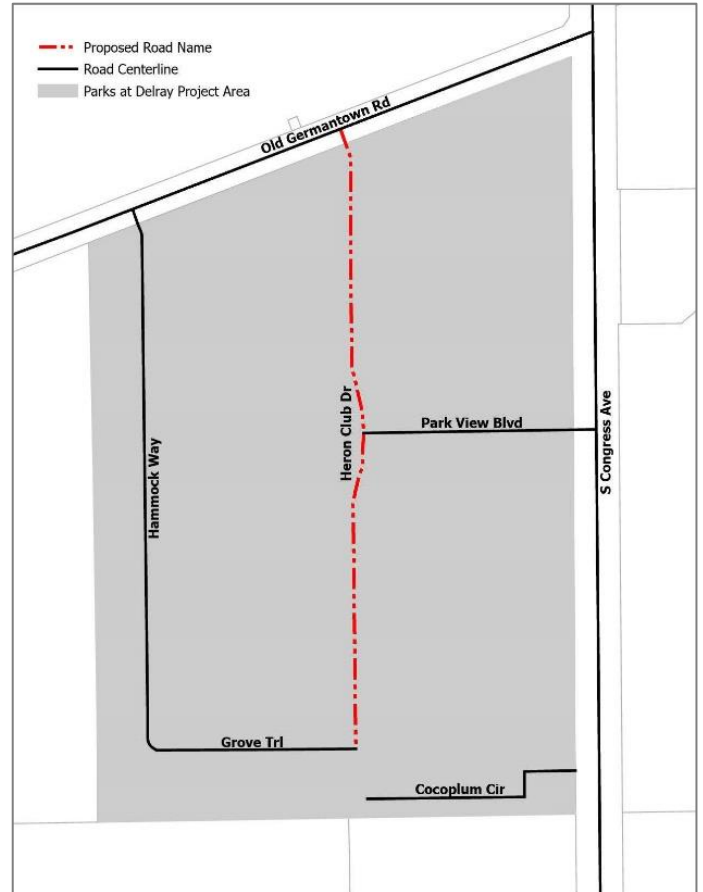 Proposed Road Name
Road Centerline
Parks at Delray Project Area
Old Germantown Rd
Heron Club Dr
Park View Blvd
S Congress Ave
Hammock Way
Grove Trl
Cocoplum Cir